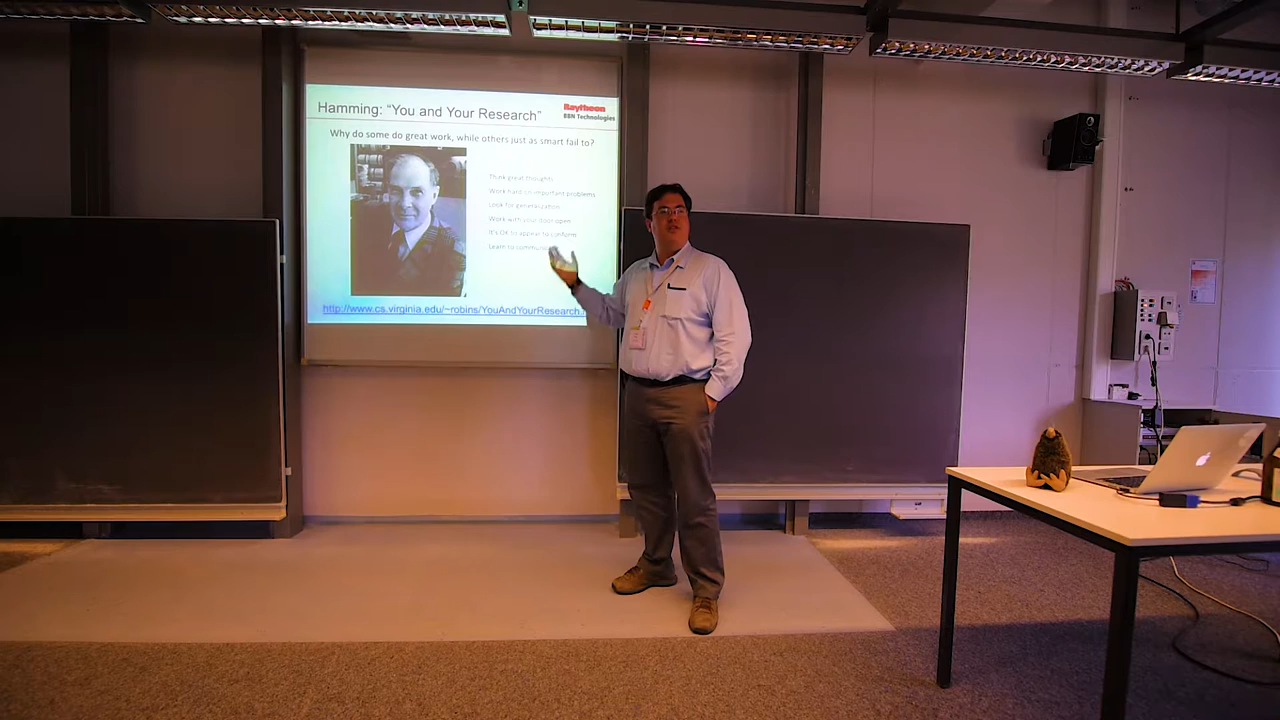 Hamming: “You and Your Research”
Raytheon
BBN Technologies
Why do some do great work, while others just as smart fail to?
Think great thoughts
Work hard on important problems
Look for generalization
Work with your door open
It's OK to appear to conform
Learn to
http://www.cs.virginia.edu/~robins/YouAndYourResearch.